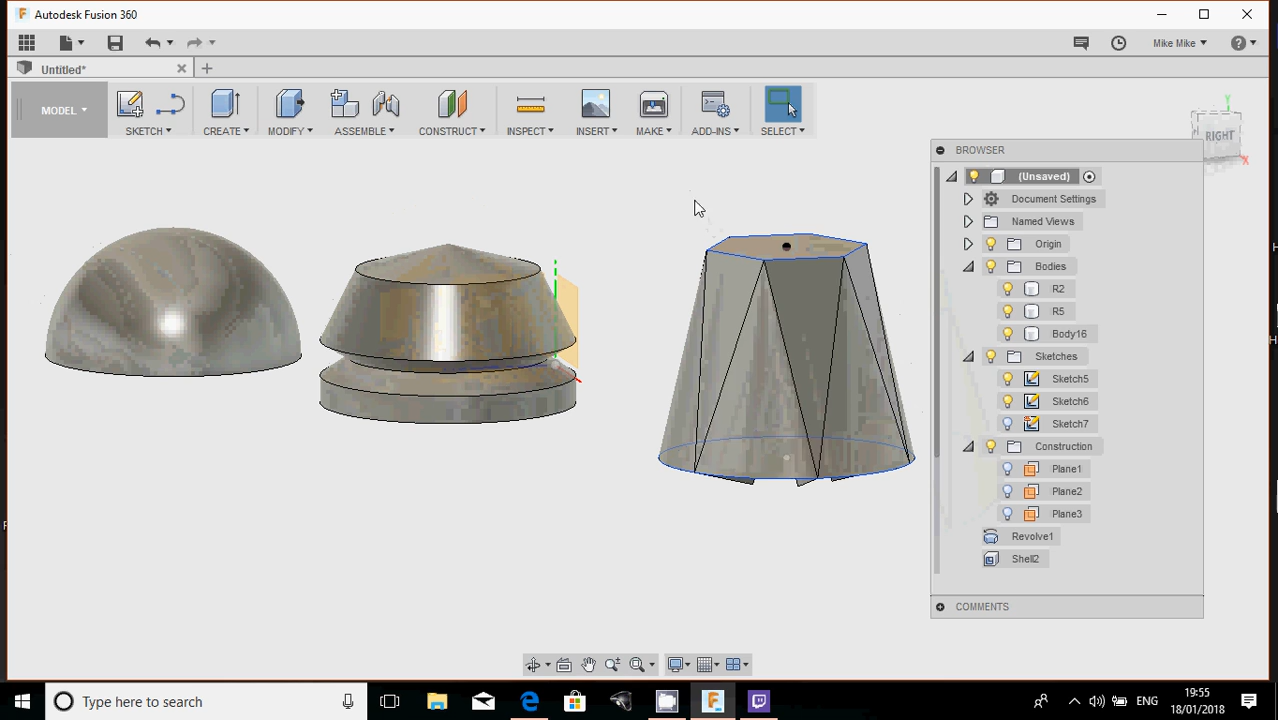 Autodesk Fusion 360
Mike Mike
Untitled*
MODEL
SKETCH
CREATE
MODIFY
ASSEMBLE
CONSTRUCT
INSPECT
INSERT
MAKE
ADD-INS
SELECT
Y
RIGHT
X
BROWSER
(Unsaved)
Document Settings
Named Views
Origin
Bodies
R2
R5
Body16
Sketches
Sketch5
Sketch6
Sketch7
Construction
Plane1
Plane2
Plane3
Revolve1
Shell2
COMMENTS
Type here to search
ENG
19:55
18/01/2018